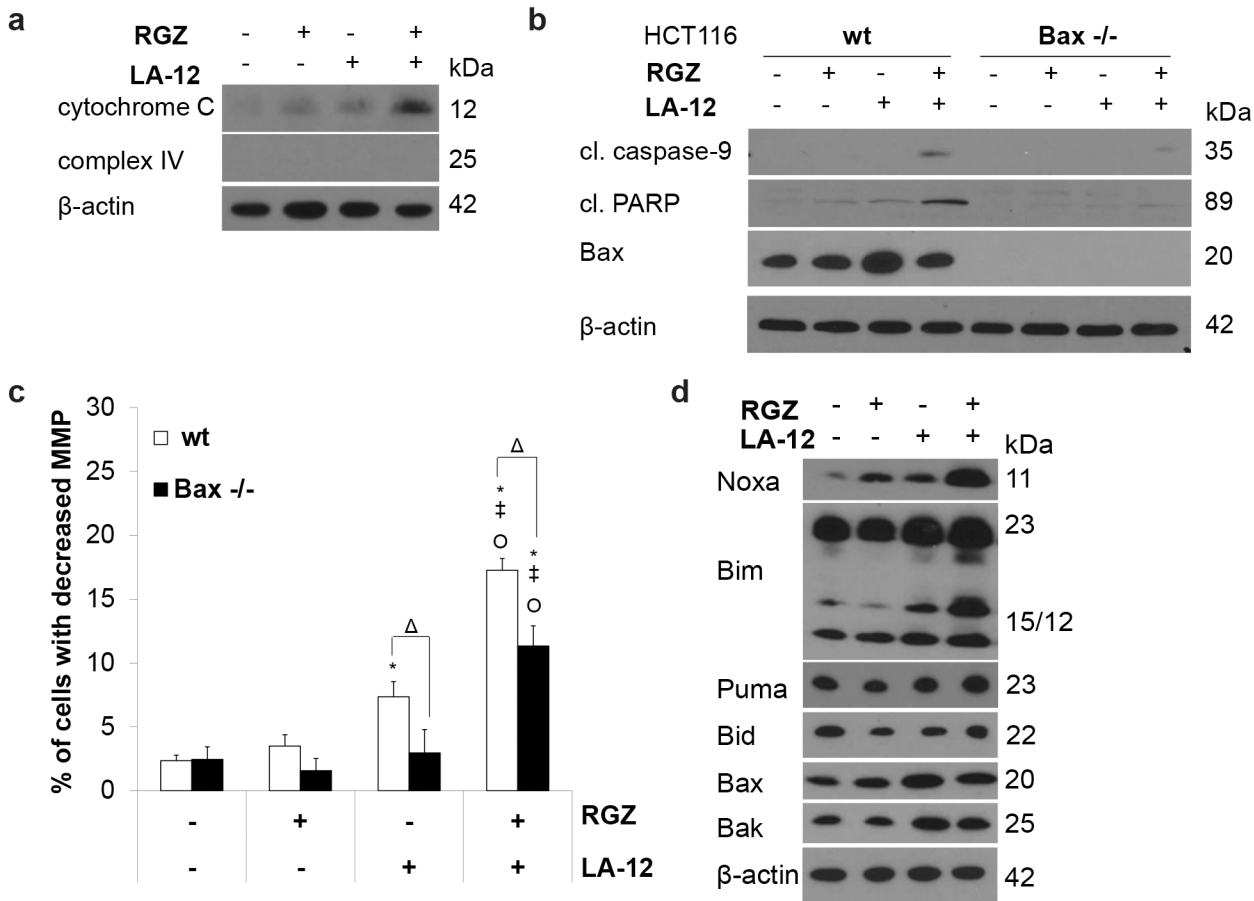 a
RGZ - + - +
LA-12 - - + + kDa
cytochrome C 12
complex IV 25
β-actin 42
b
HCT116 wt Bax -/-
RGZ - + - + - + - +
LA-12 - - + + - - + + kDa
cl. caspase-9 35
cl. PARP 89
Bax 20
β-actin 42
c
% of cells with decreased MMP
30
25
20
15
10
5
0
wt
Bax -/-
*
Δ
*
‡
O
Δ
*
‡
O
- + - + RGZ
- - + + LA-12
d
RGZ - + - +
LA-12 - - + + kDa
Noxa 11
23
Bim
15/12
Puma 23
Bid 22
Bax 20
Bak 25
β-actin 42